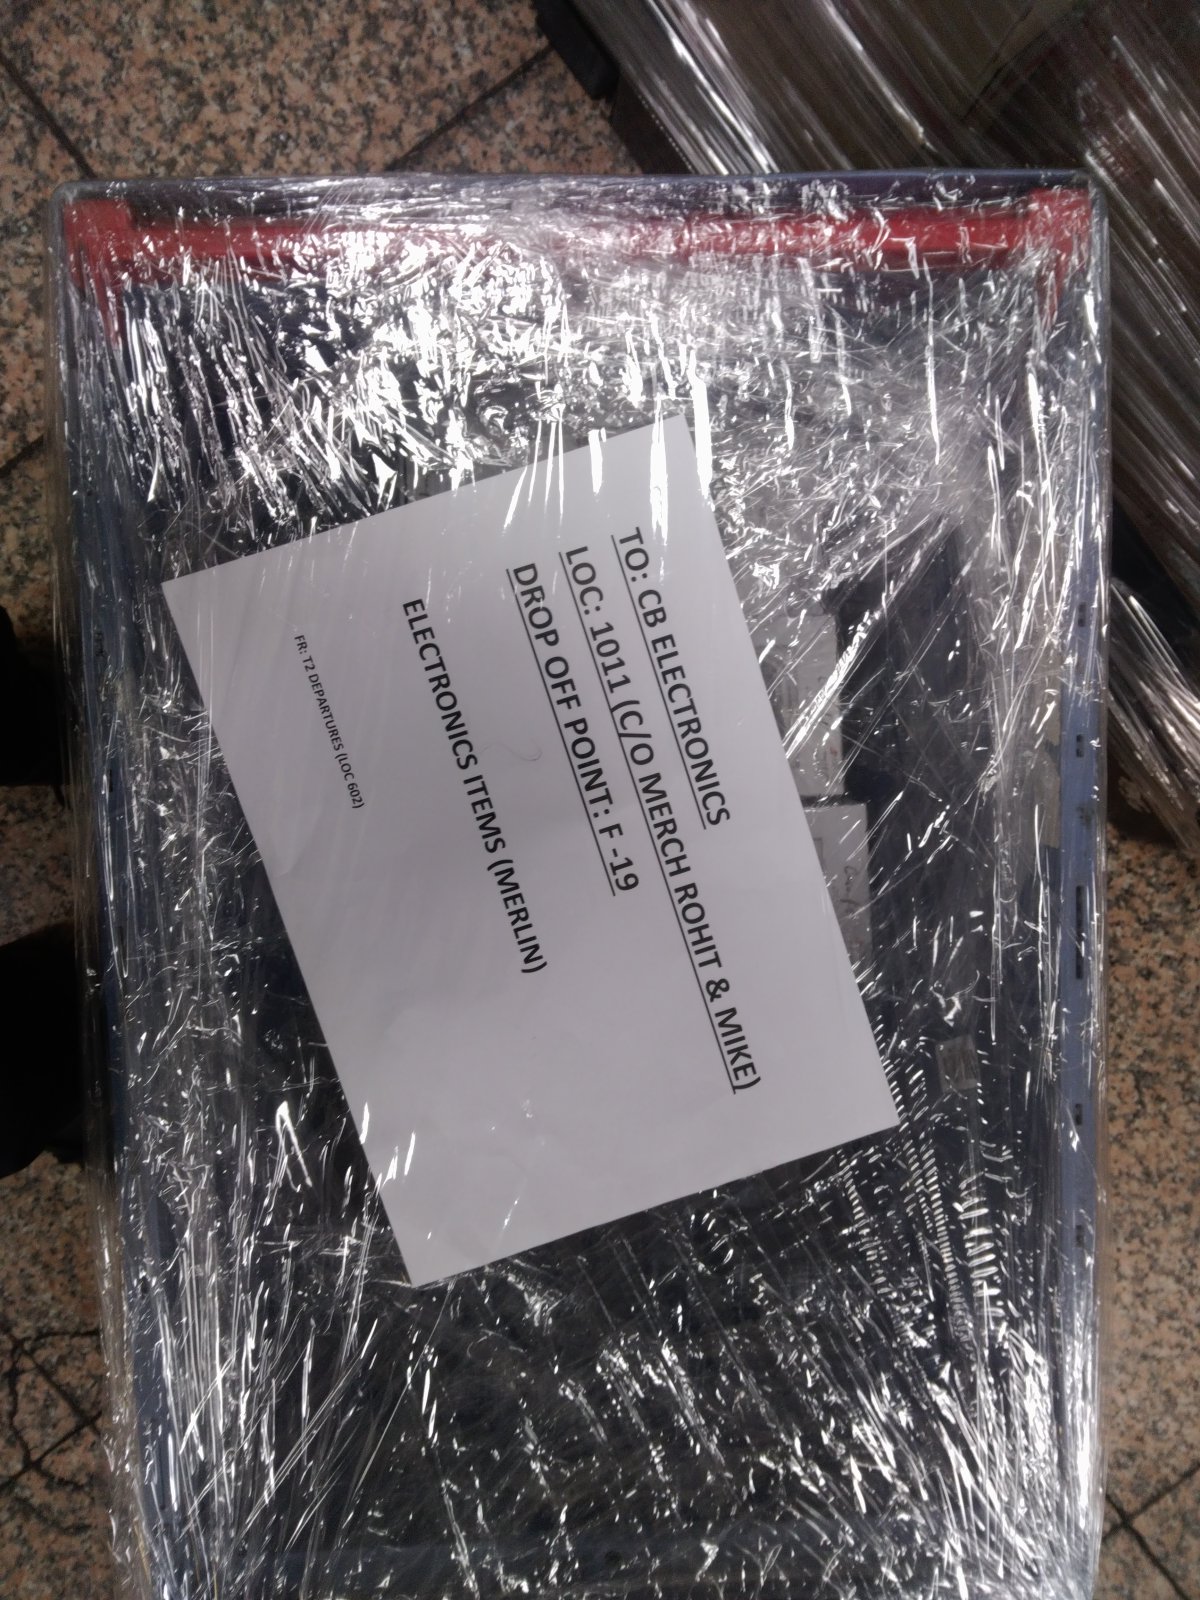 TO: CB ELECTRONICS
LOC: 1011 (C/O MERCH ROHIT & MIKE)
DROP OFF POINT: F -19
ELECTRONICS ITEMS (MERLIN)
FR: T2 DEPARTURES (LOC 602)